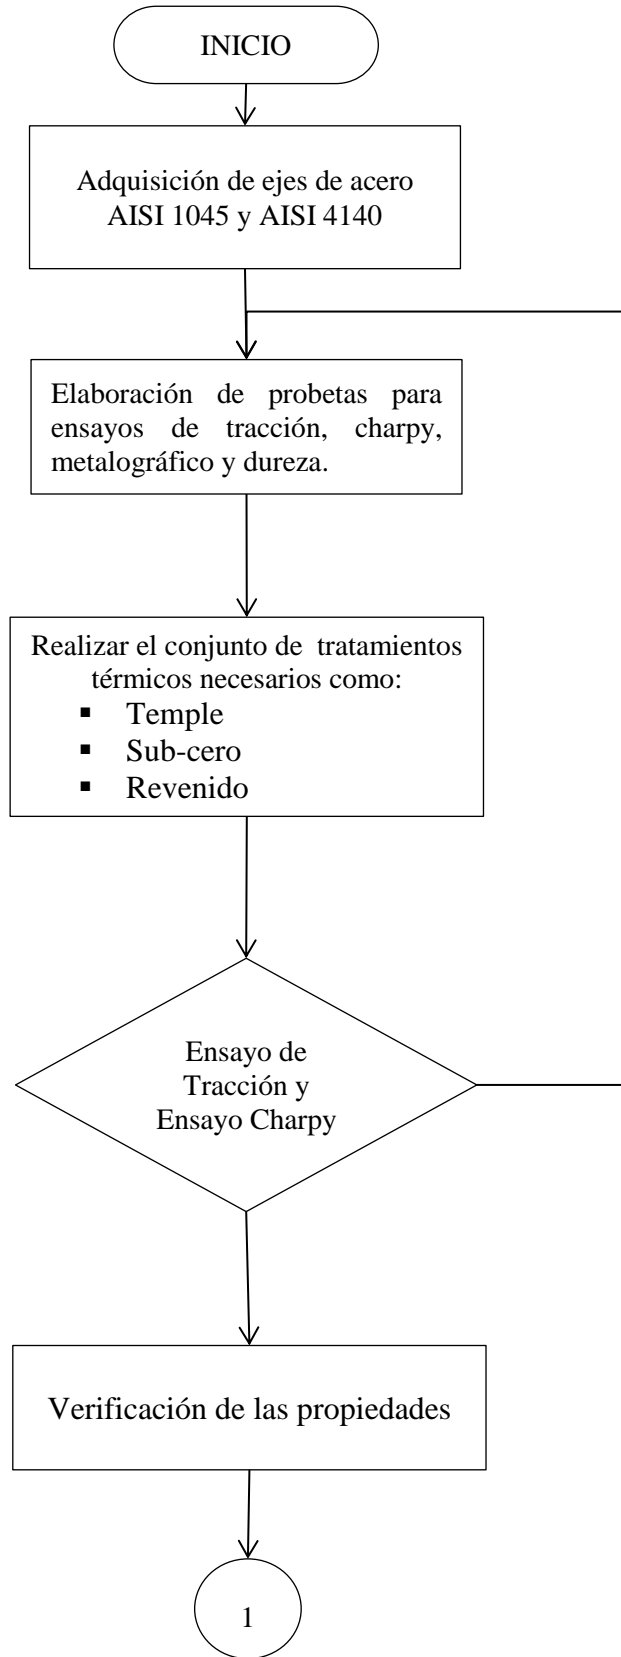 INICIO
Adquisición de ejes de acero
AISI 1045 y AISI 4140
Elaboración de probetas para
ensayos de tracción, charpy,
metalográfico y dureza.
Realizar el conjunto de tratamientos
térmicos necesarios como:
▪ Temple
▪ Sub-cero
▪ Revenido
Ensayo de
Tracción y
Ensayo Charpy
Verificación de las propiedades
1